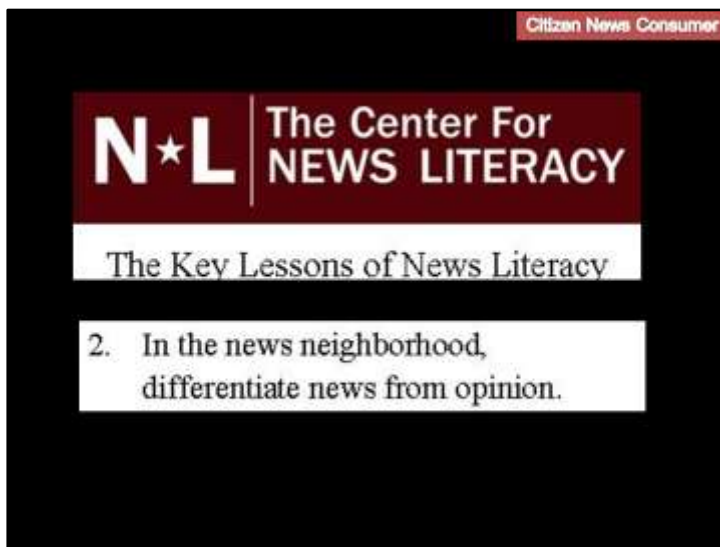 Citizen News Consumer
N★L
The Center For
NEWS LITERACY
The Key Lessons of News Literacy
2. In the news neighborhood,
differentiate news from opinion.